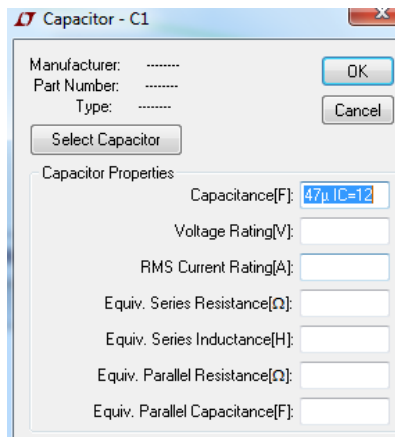 Capacitor - C1
Manufacturer: --------
Part Number: --------
Type: --------
OK
Cancel
Select Capacitor
Capacitor Properties
Capacitance[F]: 47µ IC=12
Voltage Rating[V]:
RMS Current Rating[A]:
Equiv. Series Resistance[Ω]:
Equiv. Series Inductance[H]:
Equiv. Parallel Resistance[Ω]:
Equiv. Parallel Capacitance[F]: